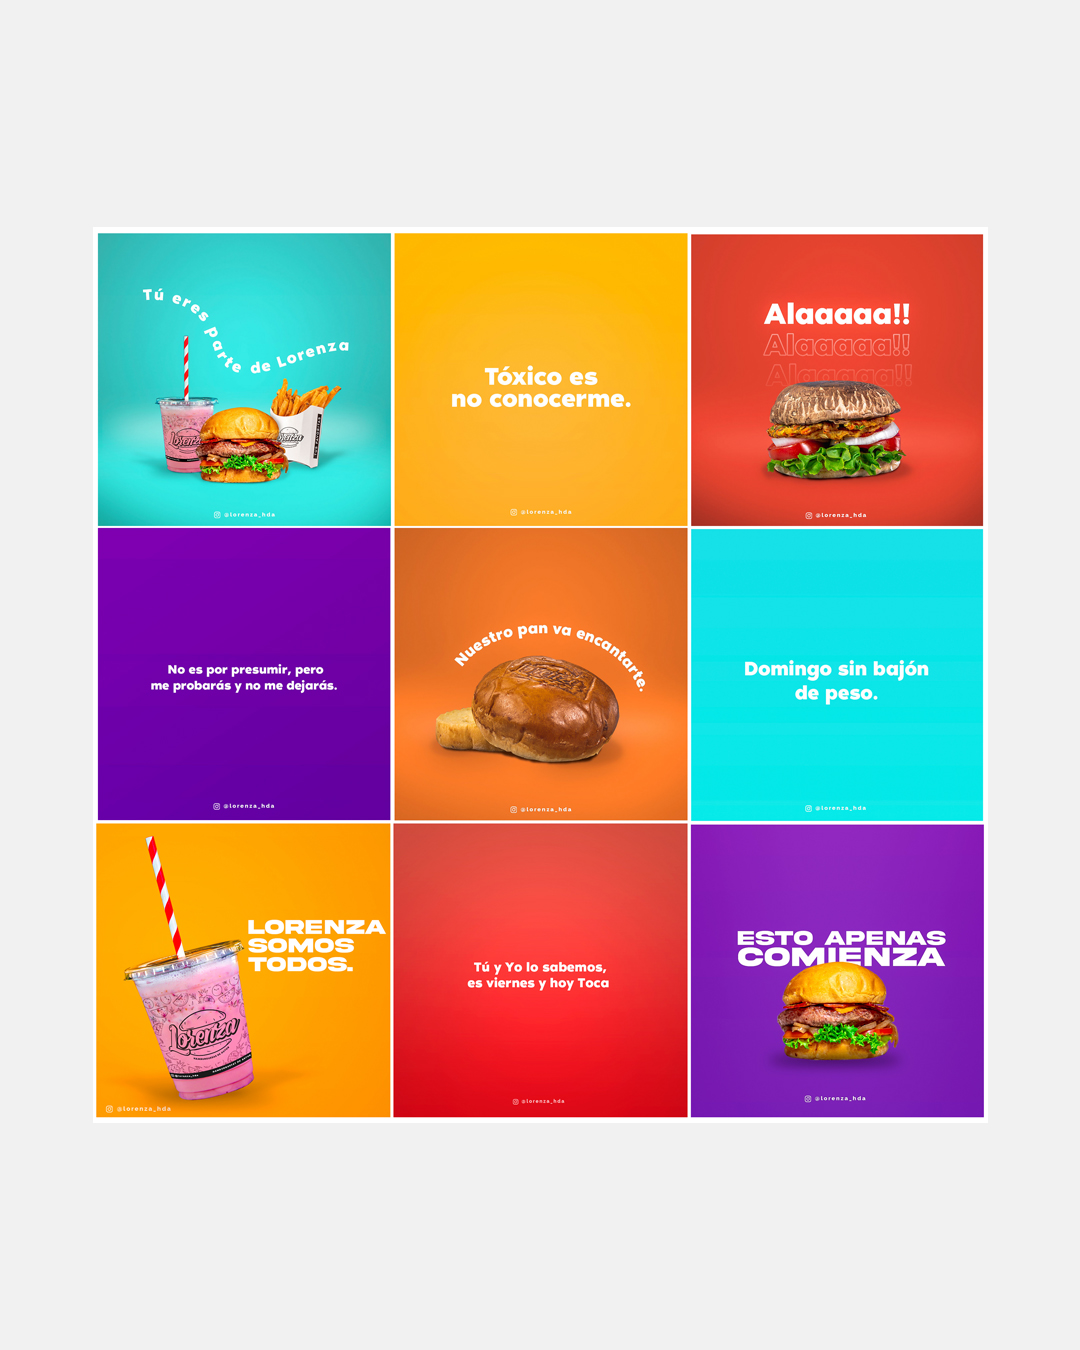 Tú eres parte de Lorenza
Lorenza
Lorenza
@lorenza_hda
Tóxico es
no conocerme.
@lorenza_hda
Alaaaaa!!
Alaaaaa!!
Alaaaaa!!
@lorenza_hda
No es por presumir, pero
me probarás y no me dejarás.
@lorenza_hda
Nuestro pan va encantarte.
@lorenza_hda
Domingo sin bajón
de peso.
@lorenza_hda
LORENZA
SOMOS
TODOS.
Lorenza
@lorenza_hda
Tú y Yo lo sabemos,
es viernes y hoy Toca
@lorenza_hda
ESTO APENAS
COMIENZA
@lorenza_hda